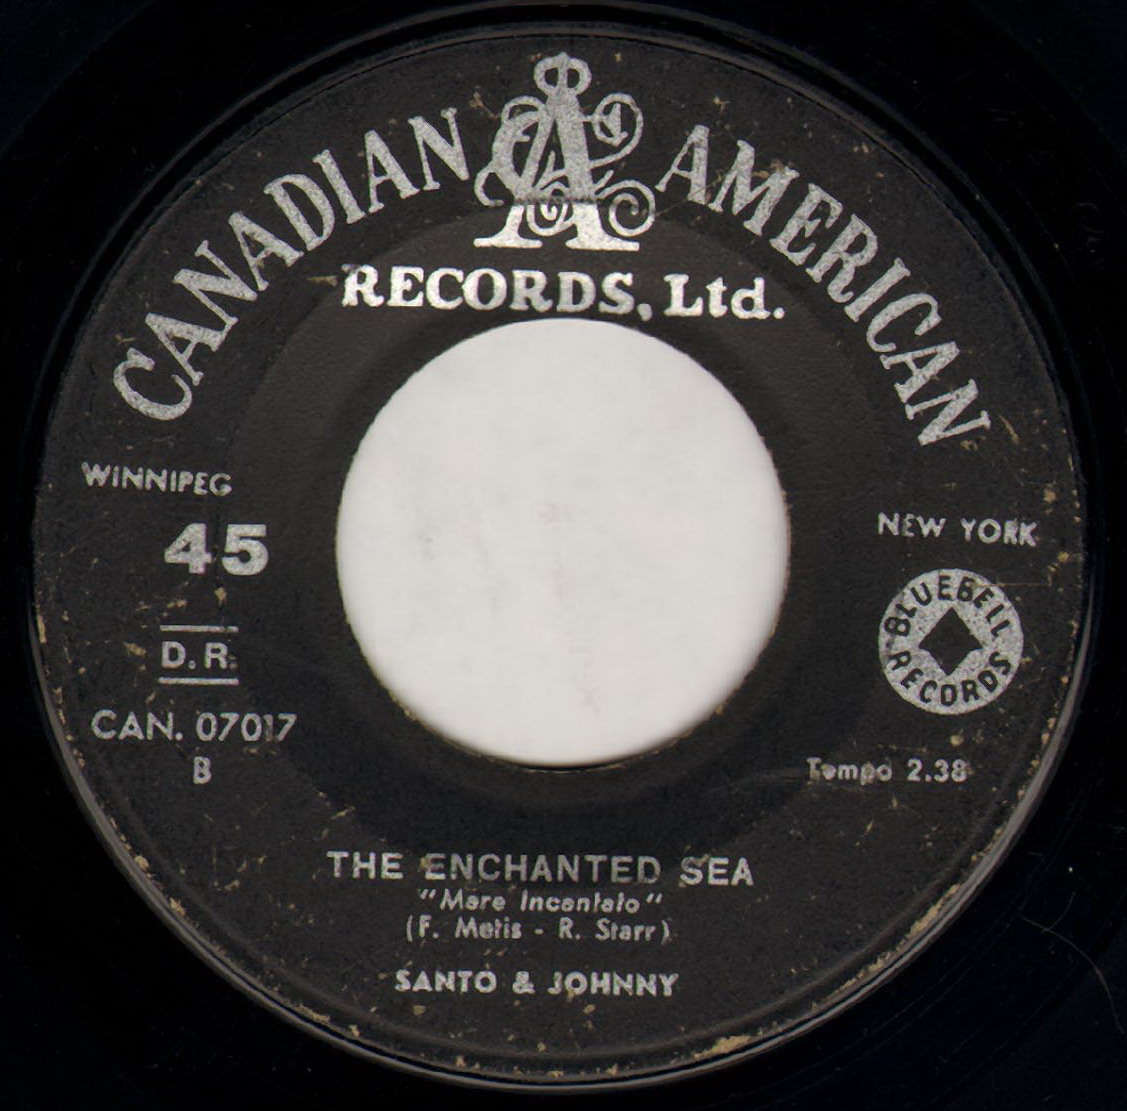 CANADIAN A AMERICAN
RECORDS, Ltd.
WINNIPEG
45
NEW YORK
BLUEBELL RECORDS
D.R.
CAN. 07017
B
Tempo 2.38
THE ENCHANTED SEA
"Mare Incantato"
(F. Metis - R. Starr)
SANTO & JOHNNY